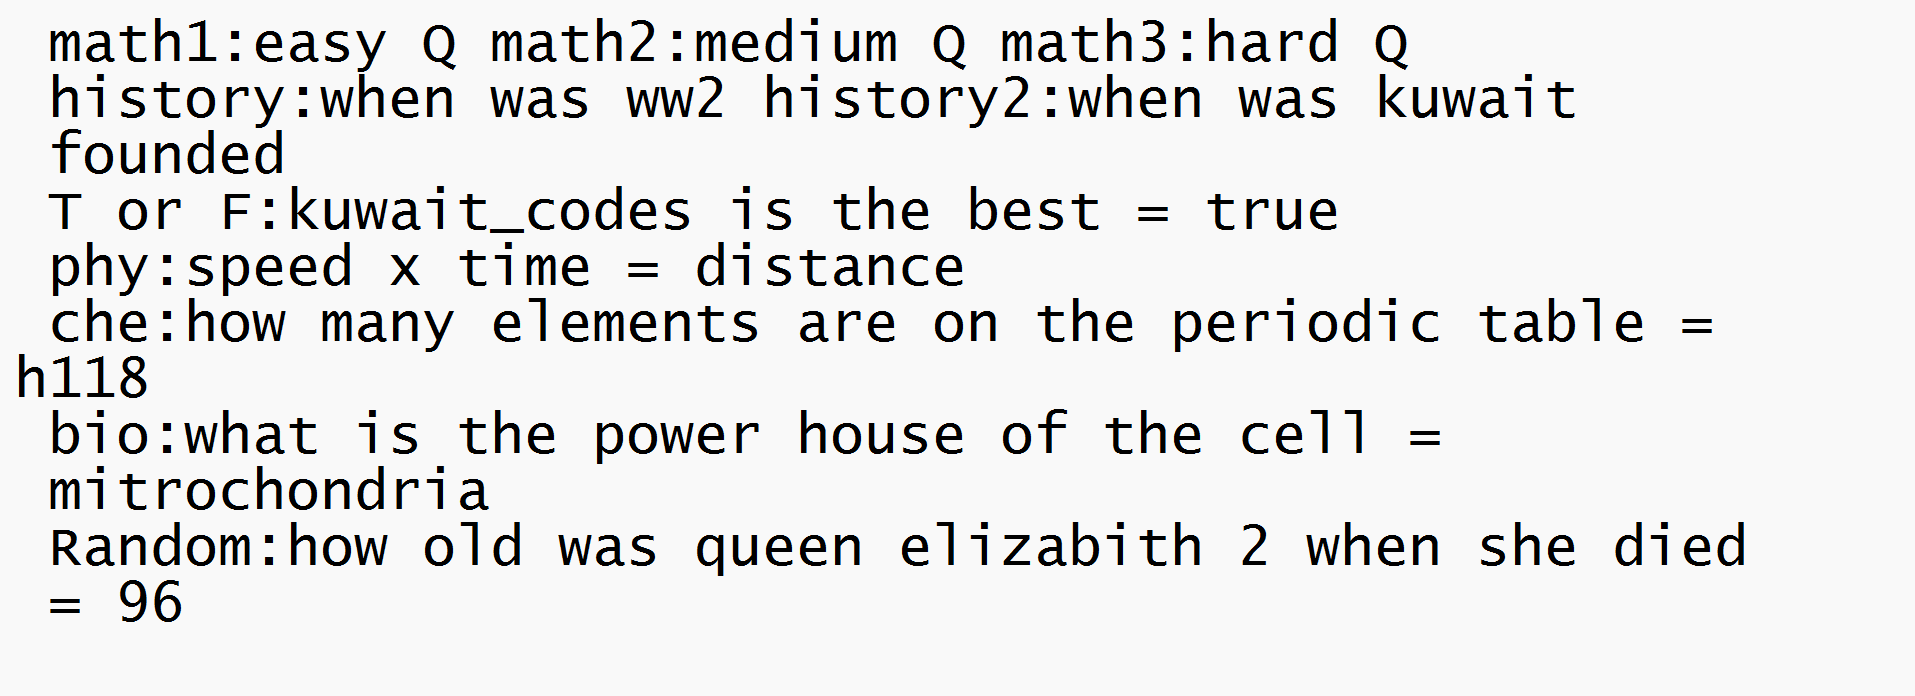 math1:easy Q math2:medium Q math3:hard Q
history:when was ww2 history2:when was kuwait
founded
T or F:kuwait_codes is the best = true
phy:speed x time = distance
che:how many elements are on the periodic table =
h118
bio:what is the power house of the cell =
mitrochondria
Random:how old was queen elizabith 2 when she died
= 96